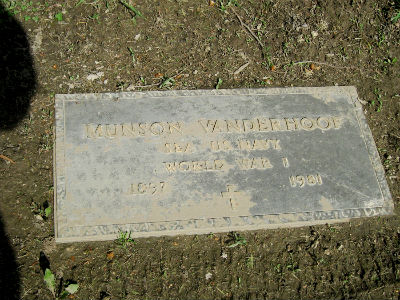 MUNSON VANDERHOOF
SEA US NAVY
WORLD WAR I
1897 1981